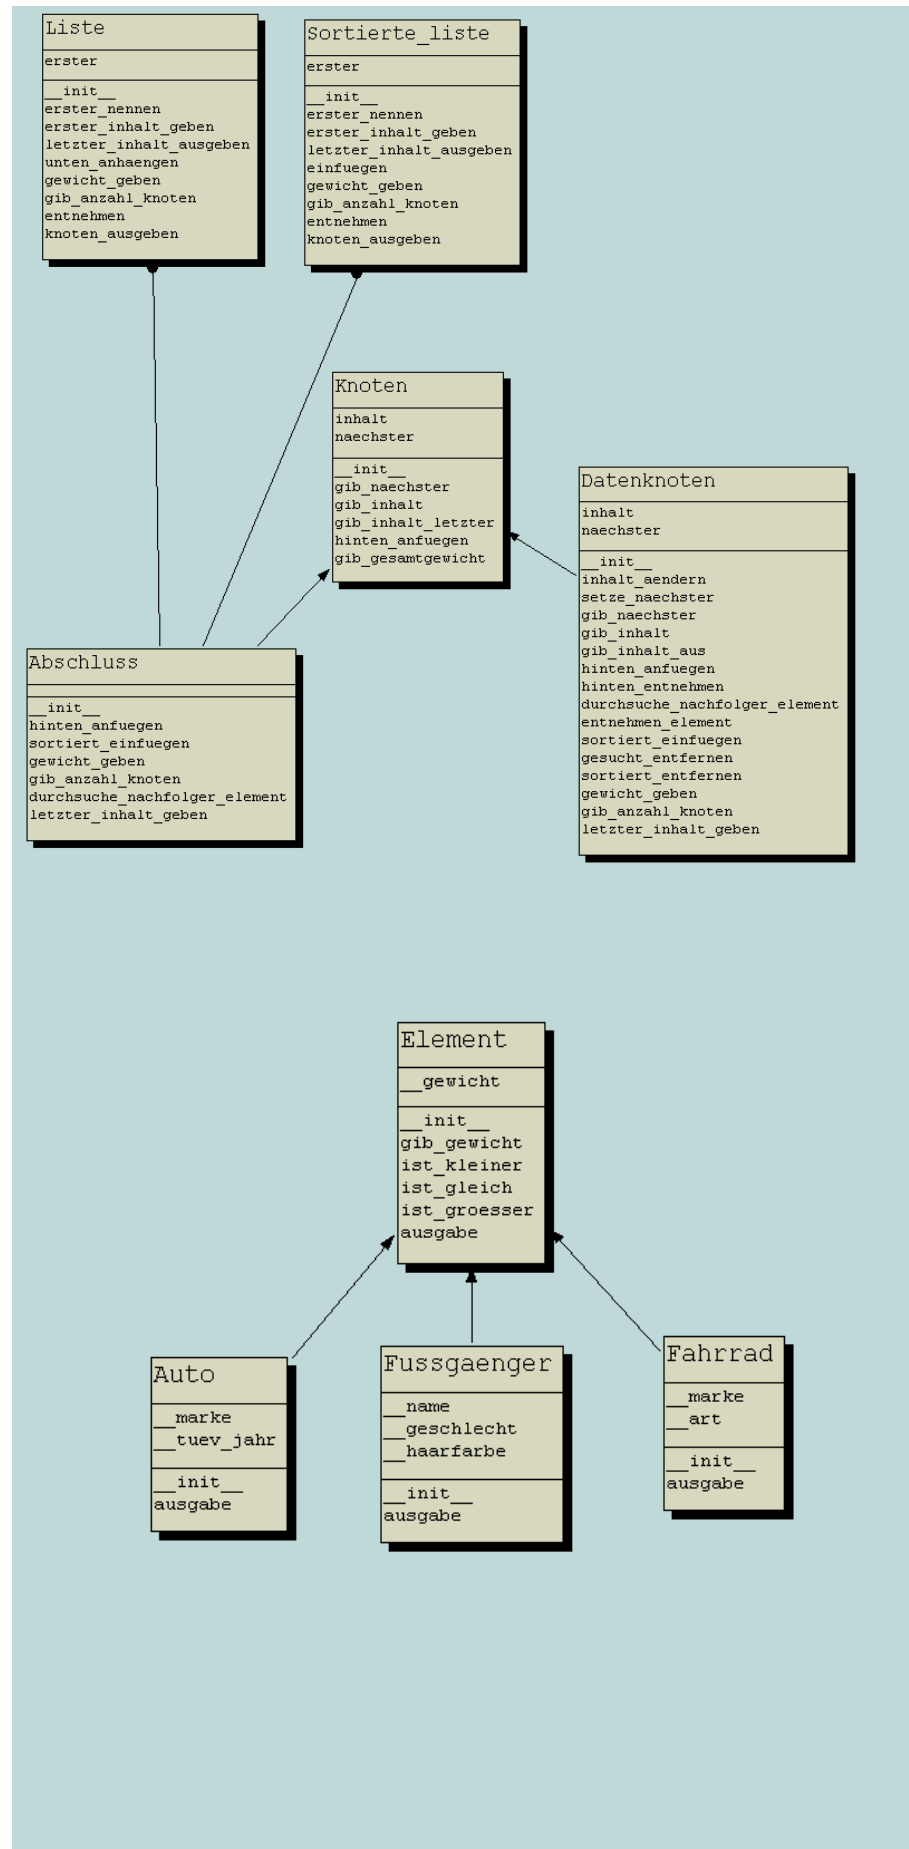 Liste
erster
__init__
erster_nennen
erster_inhalt_geben
letzter_inhalt_ausgeben
unten_anhaengen
gewicht_geben
gib_anzahl_knoten
entnehmen
knoten_ausgeben
Sortierte_liste
erster
__init__
erster_nennen
erster_inhalt_geben
letzter_inhalt_ausgeben
einfuegen
gewicht_geben
gib_anzahl_knoten
entnehmen
knoten_ausgeben
Knoten
inhalt
naechster
__init__
gib_naechster
gib_inhalt
gib_inhalt_letzter
hinten_anfuegen
gib_gesamtgewicht
Datenknoten
inhalt
naechster
__init__
inhalt_aendern
setze_naechster
gib_naechster
gib_inhalt
gib_inhalt_aus
hinten_anfuegen
hinten_entnehmen
durchsuche_nachfolger_element
entnehmen_element
sortiert_einfuegen
gesucht_entfernen
sortiert_entfernen
gewicht_geben
gib_anzahl_knoten
letzter_inhalt_geben
Abschluss
__init__
hinten_anfuegen
sortiert_einfuegen
gewicht_geben
gib_anzahl_knoten
durchsuche_nachfolger_element
letzter_inhalt_geben
Element
__gewicht
__init__
gib_gewicht
ist_kleiner
ist_gleich
ist_groesser
ausgabe
Auto
__marke
__tuev_jahr
__init__
ausgabe
Fussgaenger
__name
__geschlecht
__haarfarbe
__init__
ausgabe
Fahrrad
__marke
__art
__init__
ausgabe